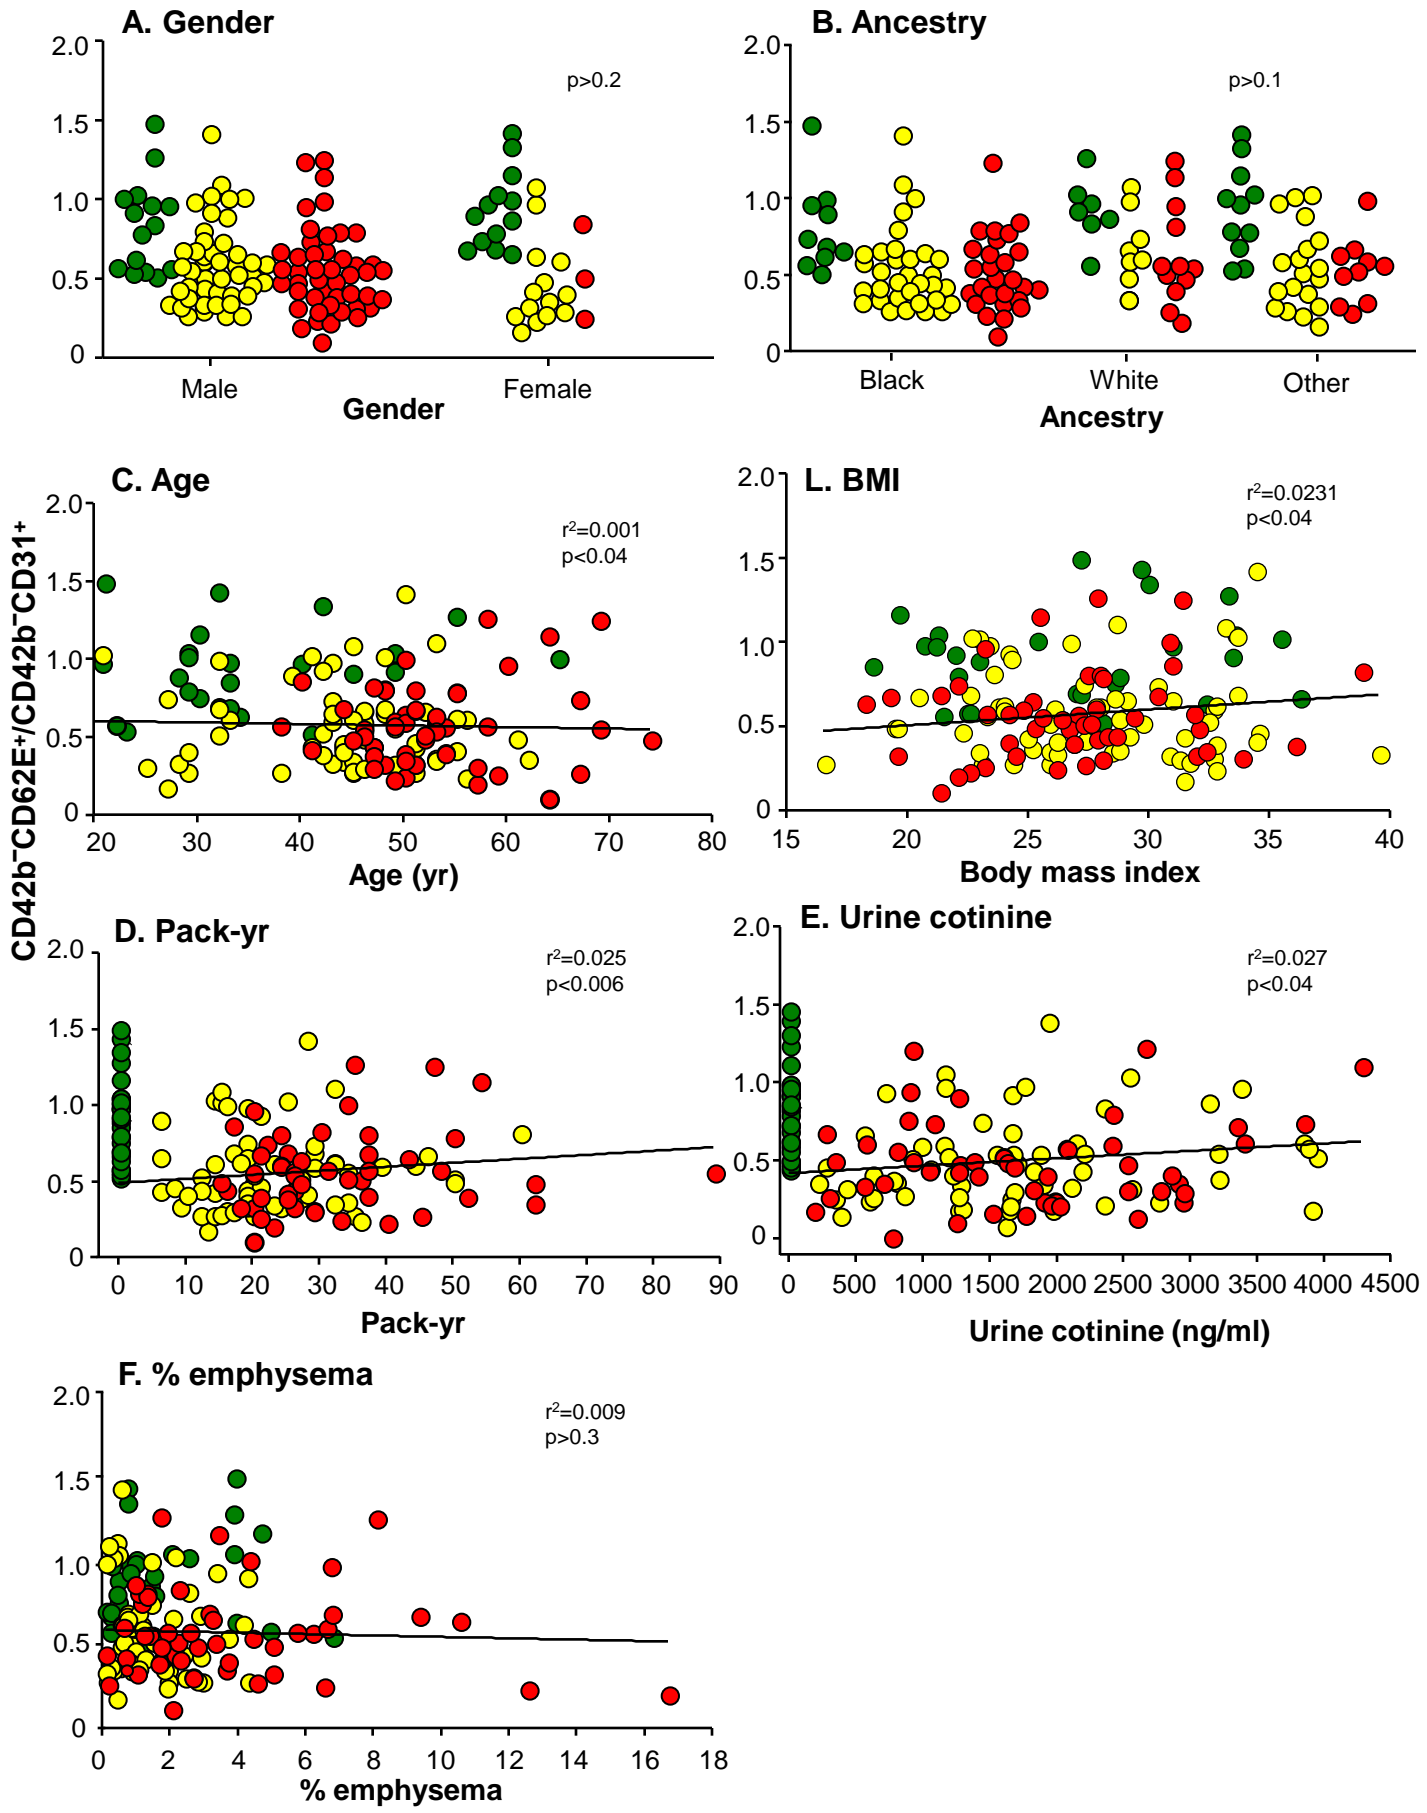 A. Gender
2.0
1.5
1.0
0.5
0
p>0.2
Male
Female
Gender
B. Ancestry
2.0
1.5
1.0
0.5
0
p>0.1
Black
White
Other
Ancestry
CD42b⁻CD62E⁺/CD42b⁻CD31⁺
C. Age
2.0
1.5
1.0
0.5
0
r²=0.001
p<0.04
20 30 40 50 60 70 80
Age (yr)
L. BMI
2.0
1.5
1.0
0.5
0
r²=0.0231
p<0.04
15 20 25 30 35 40
Body mass index
D. Pack-yr
2.0
1.5
1.0
0.5
0
r²=0.025
p<0.006
0 10 20 30 40 50 60 70 80 90
Pack-yr
E. Urine cotinine
2.0
1.5
1.0
0.5
0
r²=0.027
p<0.04
0 500 1000 1500 2000 2500 3000 3500 4000 4500
Urine cotinine (ng/ml)
F. % emphysema
2.0
1.5
1.0
0.5
0
r²=0.009
p>0.3
0 2 4 6 8 10 12 14 16 18
% emphysema